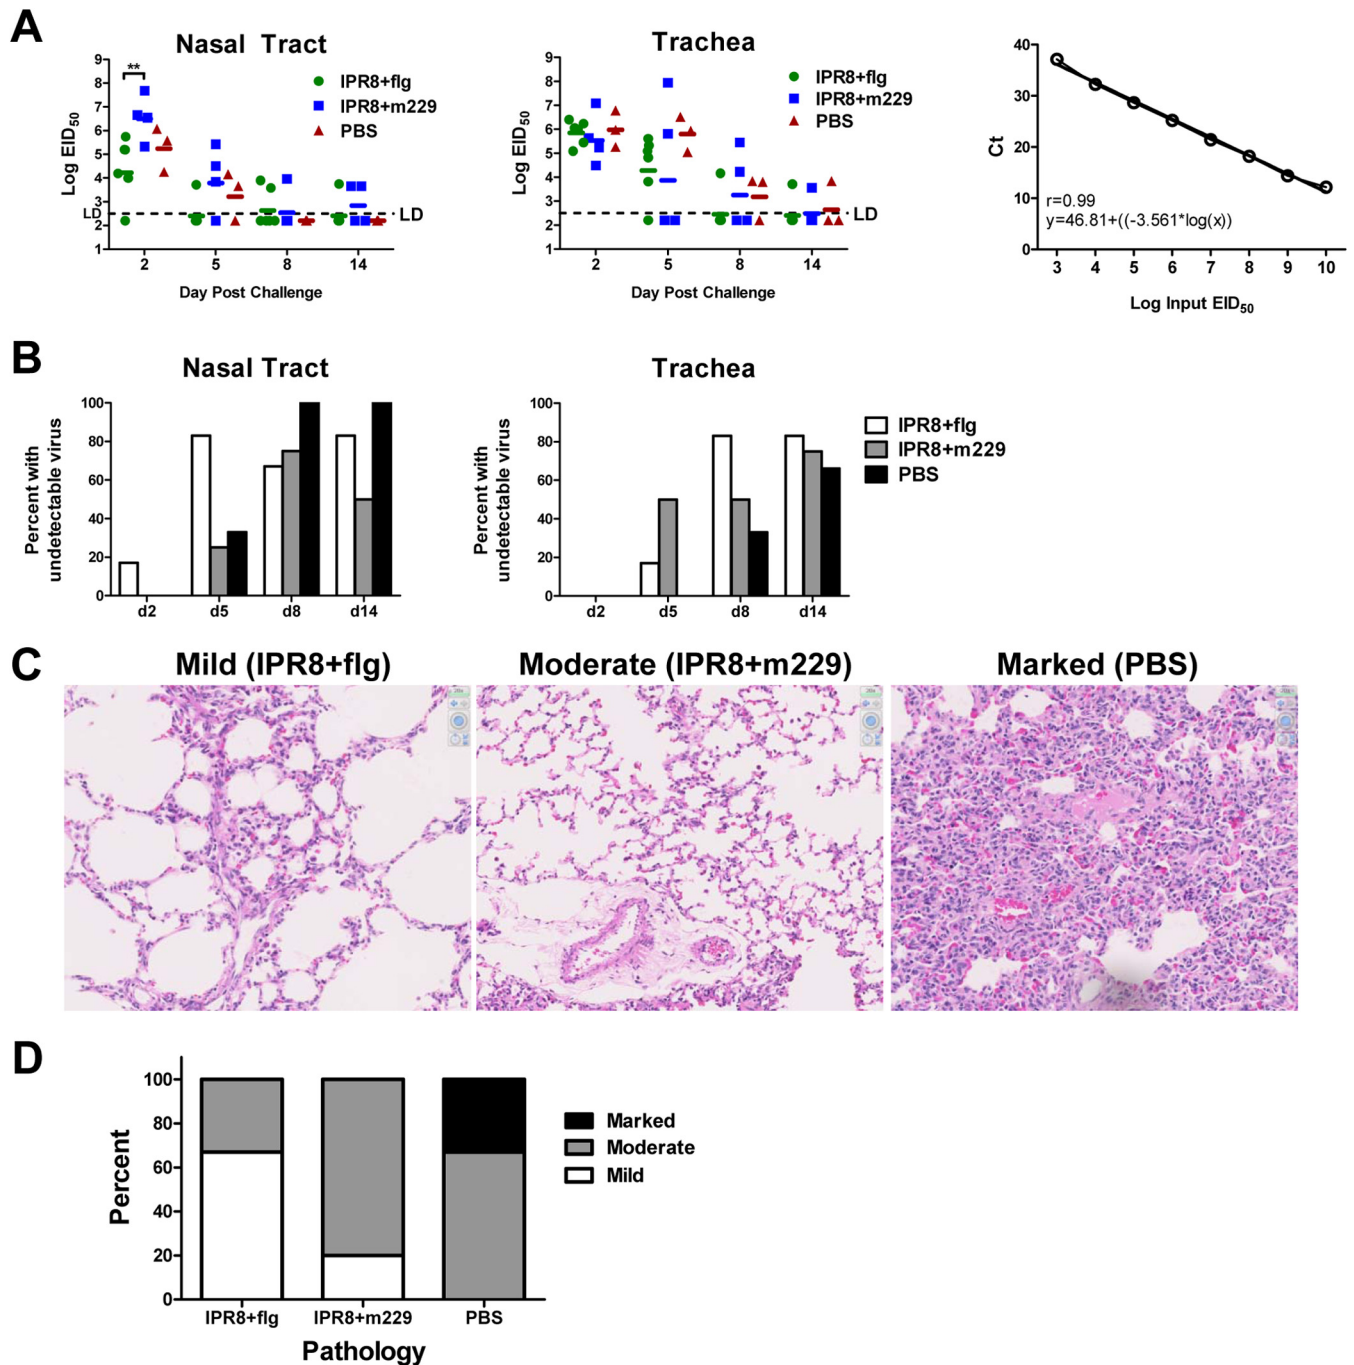 A
Nasal Tract
9
8
7
6
5
4
3
2
1
LD
Log EID50
**
IPR8+flg
IPR8+m229
PBS
LD
2 5 8 14
Day Post Challenge
Trachea
9
8
7
6
5
4
3
2
1
Log EID50
IPR8+flg
IPR8+m229
PBS
LD
2 5 8 14
Day Post Challenge
40
30
20
10
0
Ct
r=0.99
y=46.81+((-3.561*log(x))
3 4 5 6 7 8 9 10
Log Input EID50
B
Nasal Tract
100
80
60
40
20
0
Percent with
undetectable virus
d2 d5 d8 d14
Trachea
100
80
60
40
20
0
Percent with
undetectable virus
d2 d5 d8 d14
IPR8+flg
IPR8+m229
PBS
C
Mild (IPR8+flg)
Moderate (IPR8+m229)
Marked (PBS)
D
100
80
60
40
20
0
Percent
IPR8+flg IPR8+m229 PBS
Pathology
Marked
Moderate
Mild